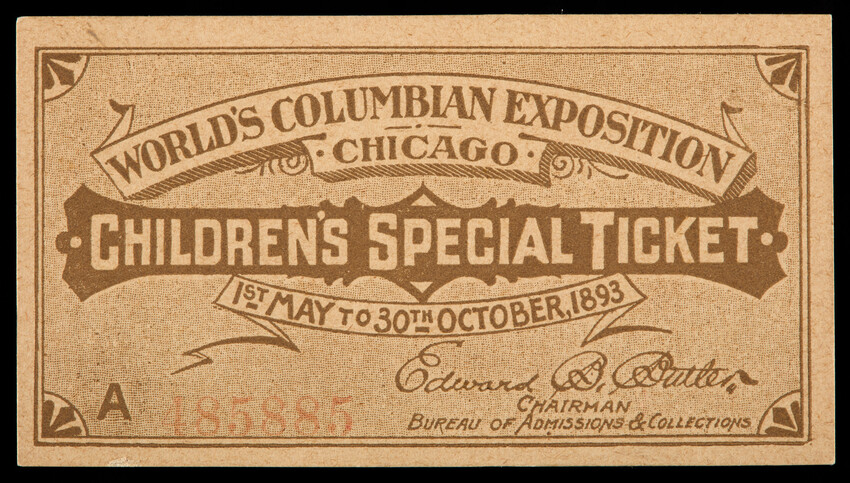 WORLD'S COLUMBIAN EXPOSITION
· CHICAGO ·
CHILDREN'S SPECIAL TICKET
1ST MAY TO 30TH OCTOBER, 1893
Edward B. Butler
CHAIRMAN
BUREAU OF ADMISSIONS & COLLECTIONS
A 185885